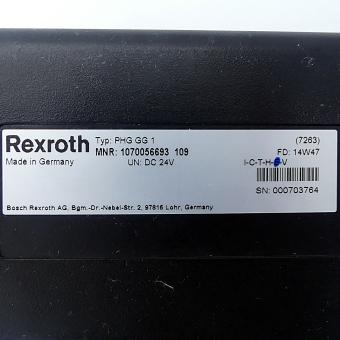 Rexroth Typ: PHG GG 1 (7263)
MNR: 1070056693 109 FD: 14W47
Made in Germany UN: DC 24V I-C-T-H- -V
SN: 000703764
Bosch Rexroth AG, Bgm.-Dr.-Nebel-Str. 2, 97816 Lohr, Germany